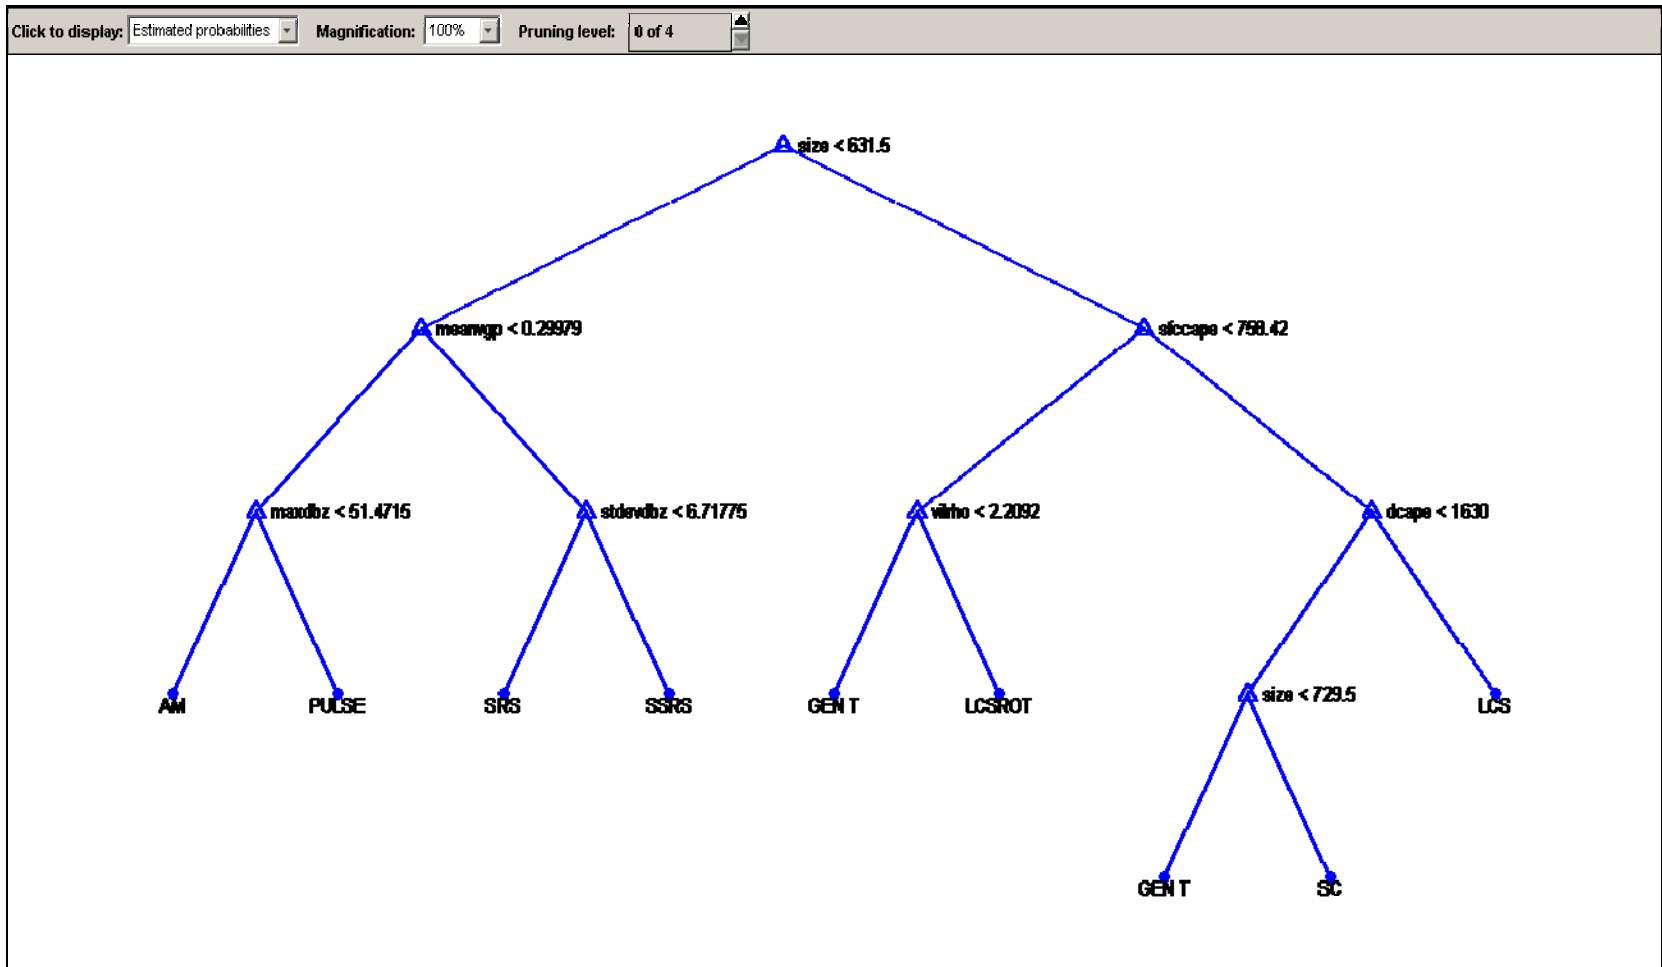 Click to display: Estimated probabilities Magnification: 100% Pruning level: 0 of 4
size < 631.5
meanvgp < 0.29979 sfccape < 758.42
maxdbz < 51.4715 stdevdbz < 6.71775 vilrho < 2.2092 dcape < 1630
AM PULSE SRS SSRS GEN T LCSROT size < 729.5 LCS
GEN T SC